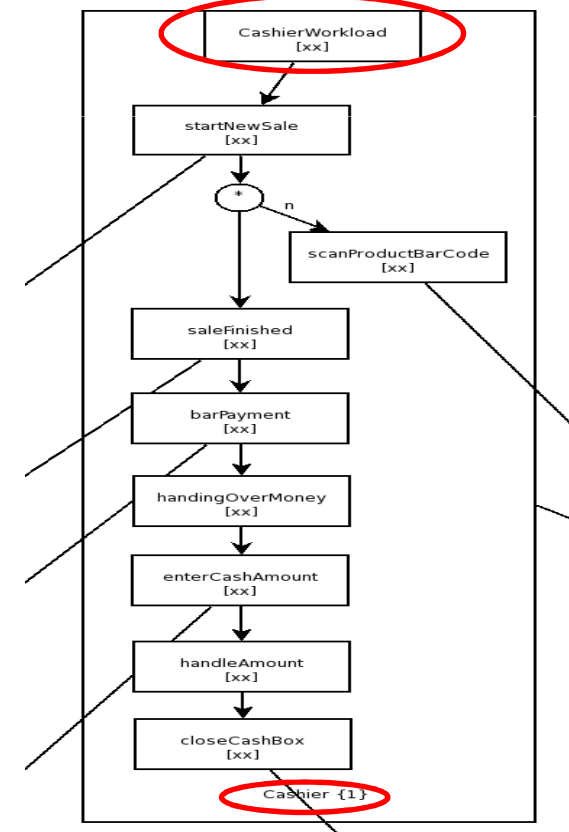 CashierWorkload
[xx]
startNewSale
[xx]
*
n
scanProductBarCode
[xx]
saleFinished
[xx]
barPayment
[xx]
handingOverMoney
[xx]
enterCashAmount
[xx]
handleAmount
[xx]
closeCashBox
[xx]
Cashier {1}